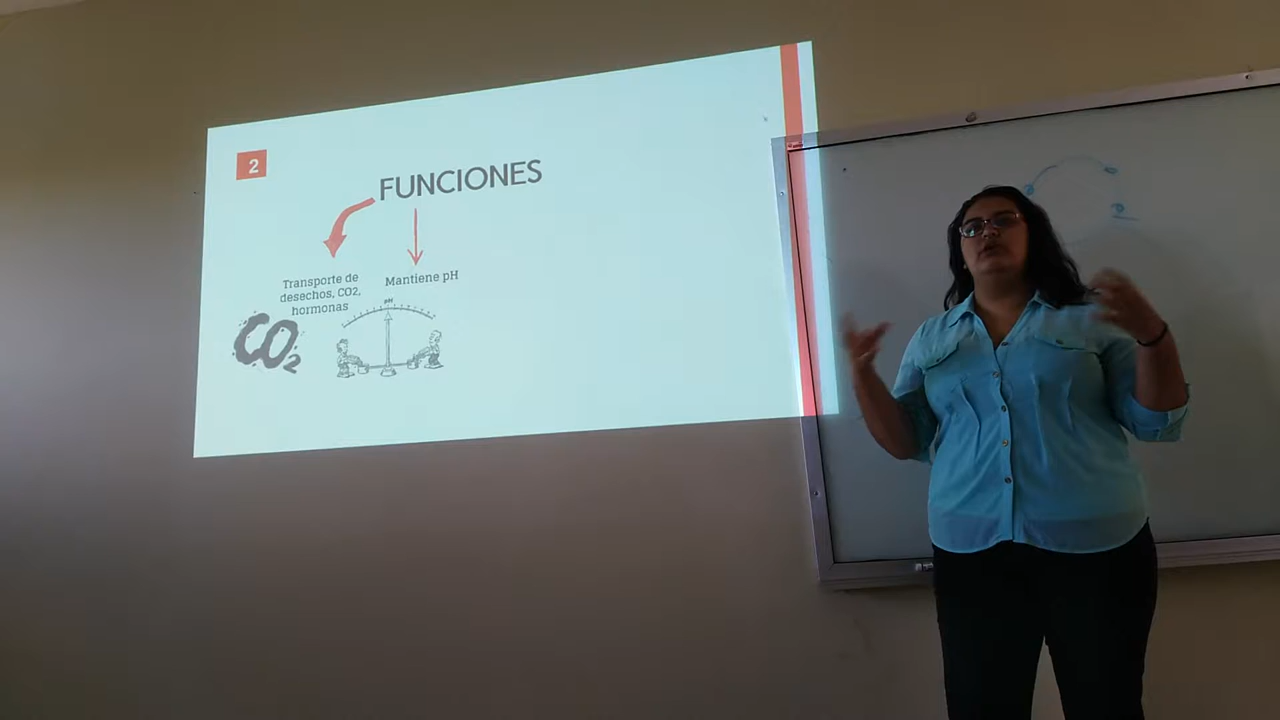 2
FUNCIONES
Transporte de
desechos, CO2,
hormonas
Mantiene pH
pH
CO2